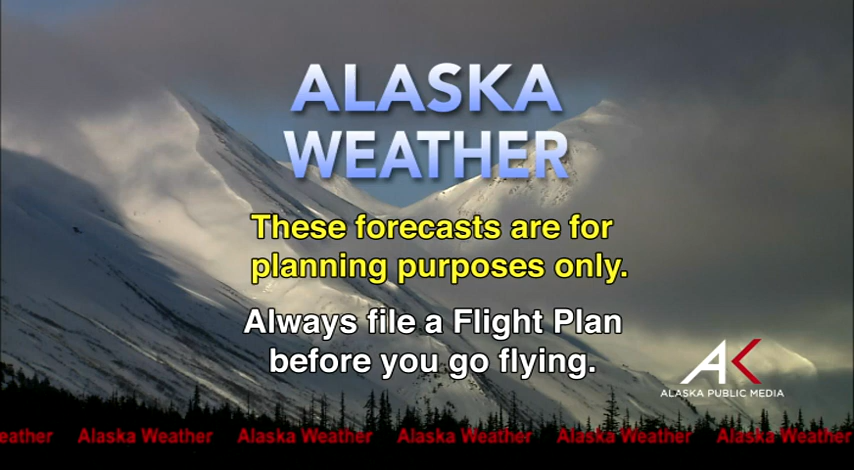 ALASKA
WEATHER
These forecasts are for
planning purposes only.
Always file a Flight Plan
before you go flying.
AK
ALASKA PUBLIC MEDIA
eather Alaska Weather Alaska Weather Alaska Weather Alaska Weather Alaska Weather